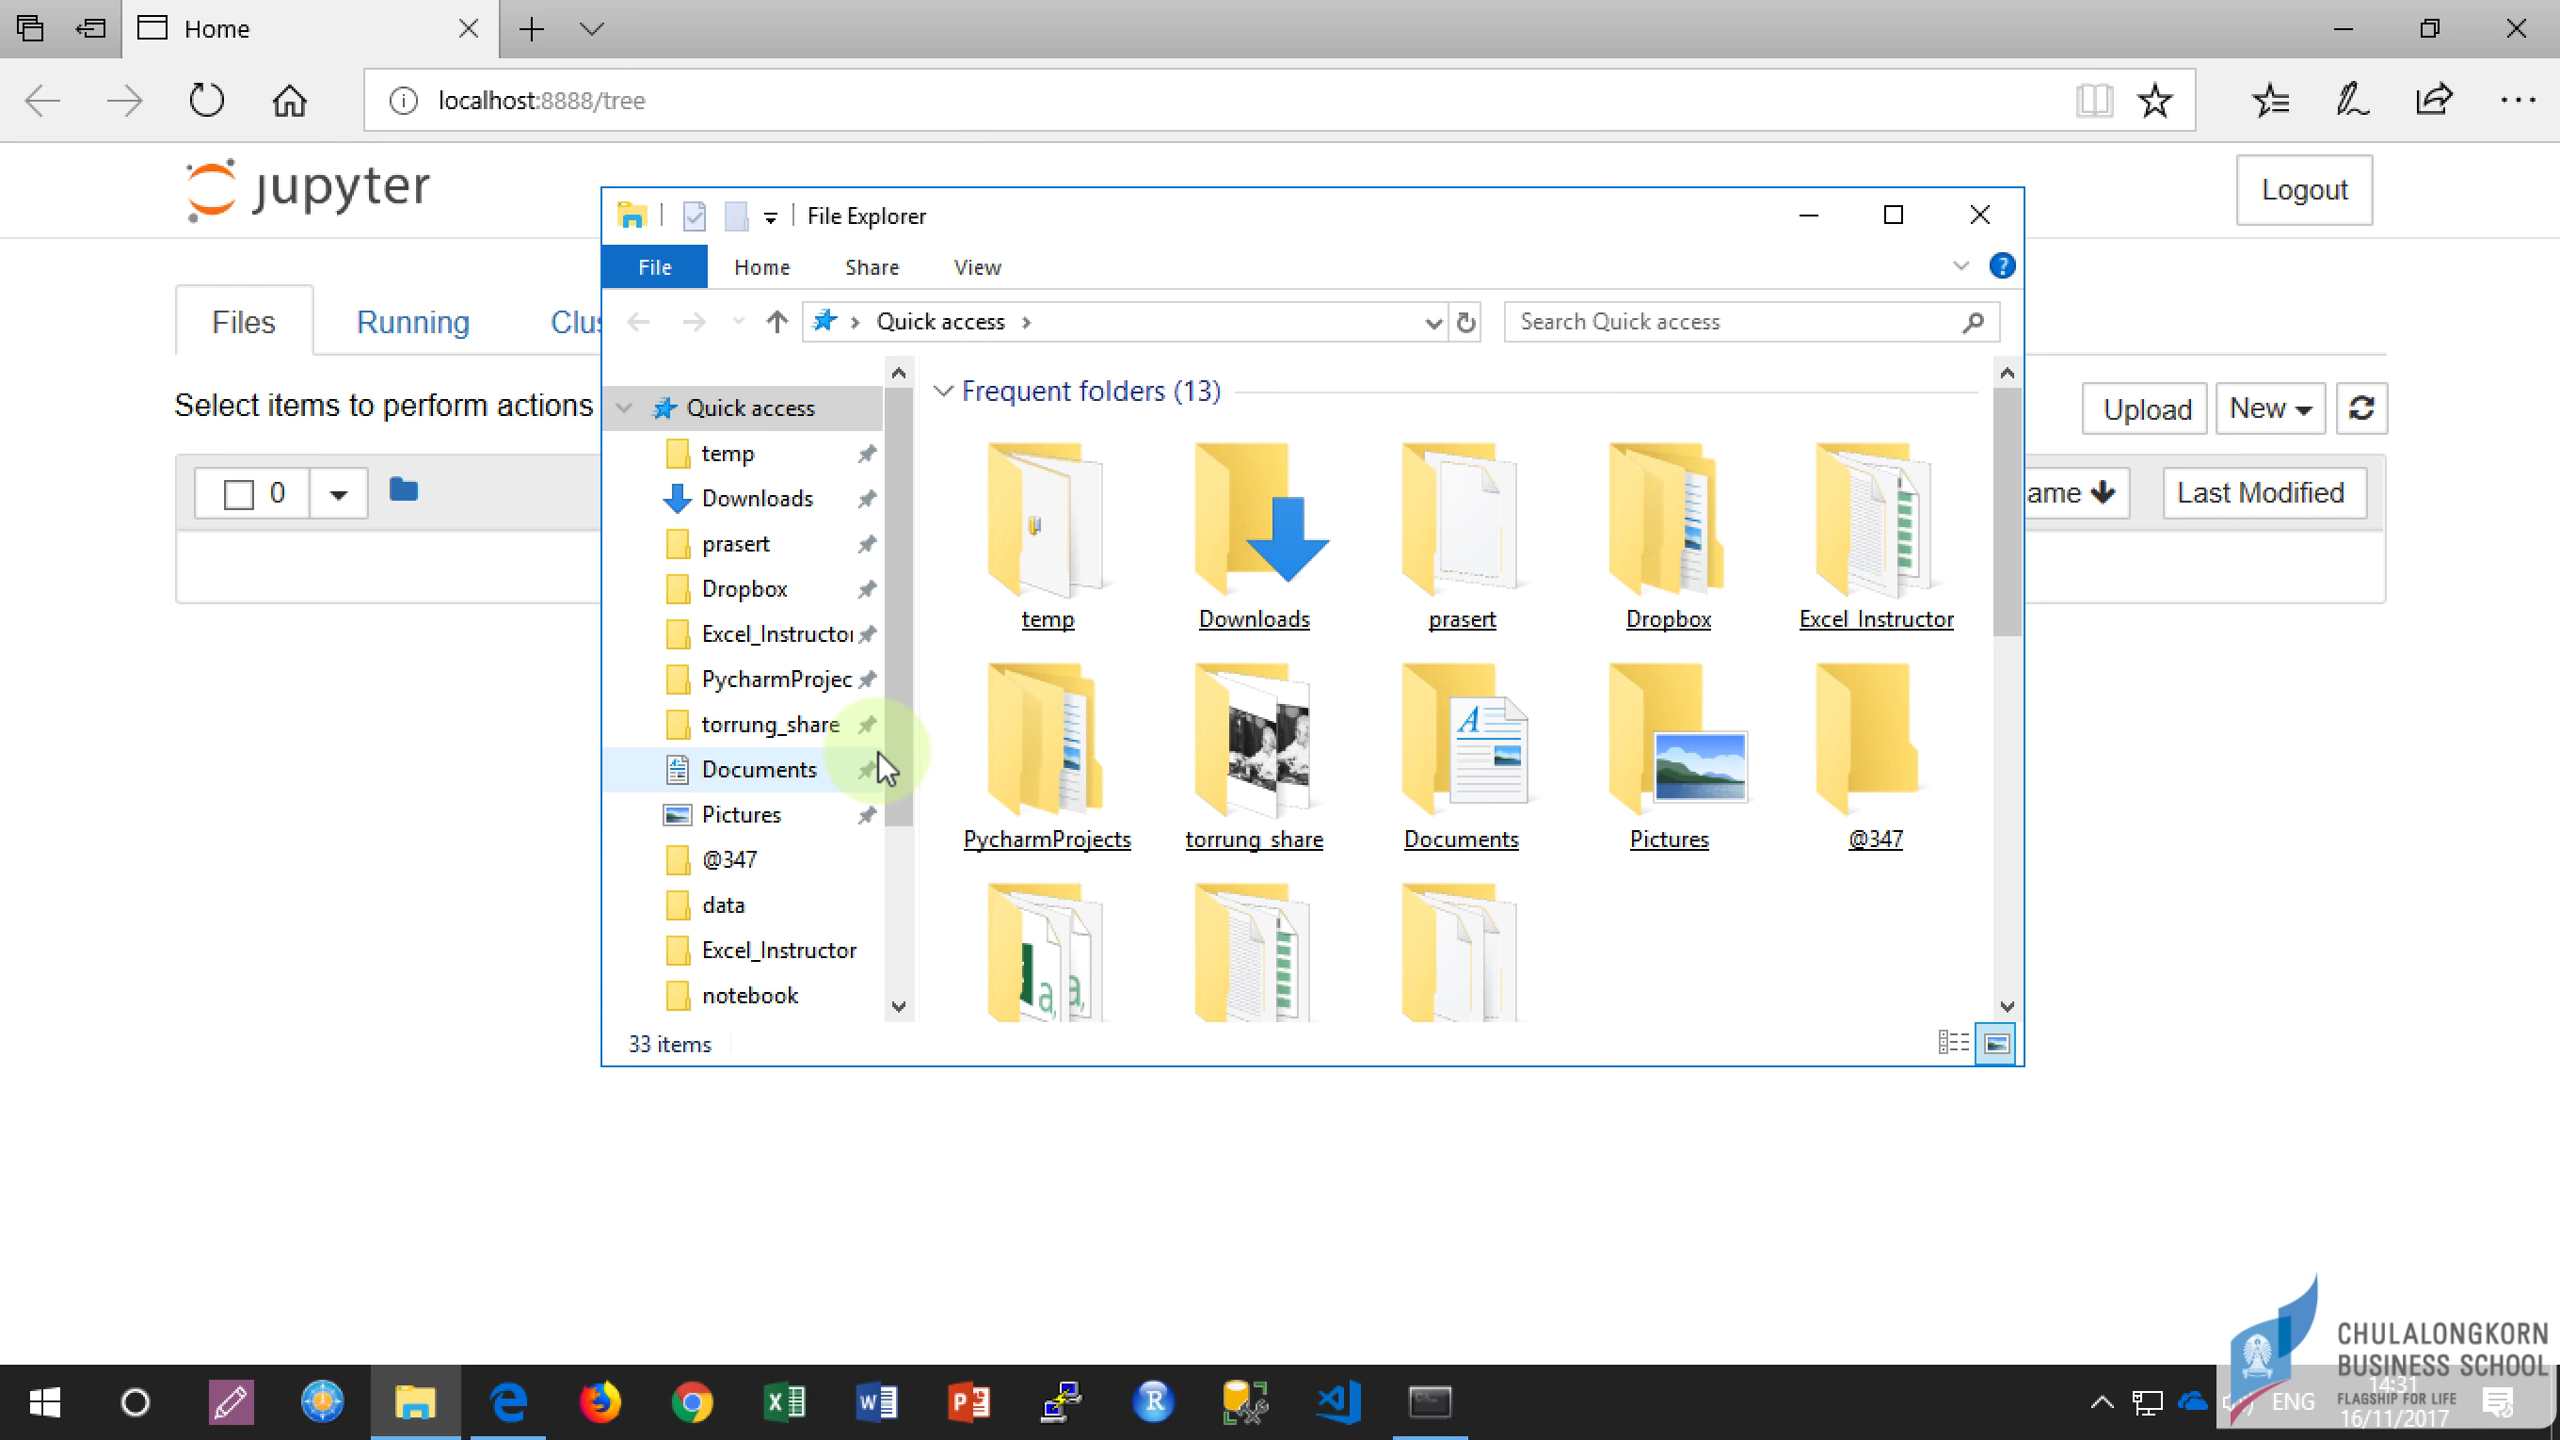 Home
localhost:8888/tree
jupyter
Logout
File Explorer
File Home Share View
Files Running Clus
Quick access
Search Quick access
Select items to perform actions
Upload New
0
ame
Last Modified
Quick access
temp
Downloads
prasert
Dropbox
Excel_Instructor
PycharmProjec
torrung_share
Documents
Pictures
@347
data
Excel_Instructor
notebook
Frequent folders (13)
temp
Downloads
prasert
Dropbox
Excel_Instructor
PycharmProjects
torrung_share
Documents
Pictures
@347
33 items
CHULALONGKORN
BUSINESS SCHOOL
FLAGSHIP FOR LIFE
ENG
14:31
16/11/2017